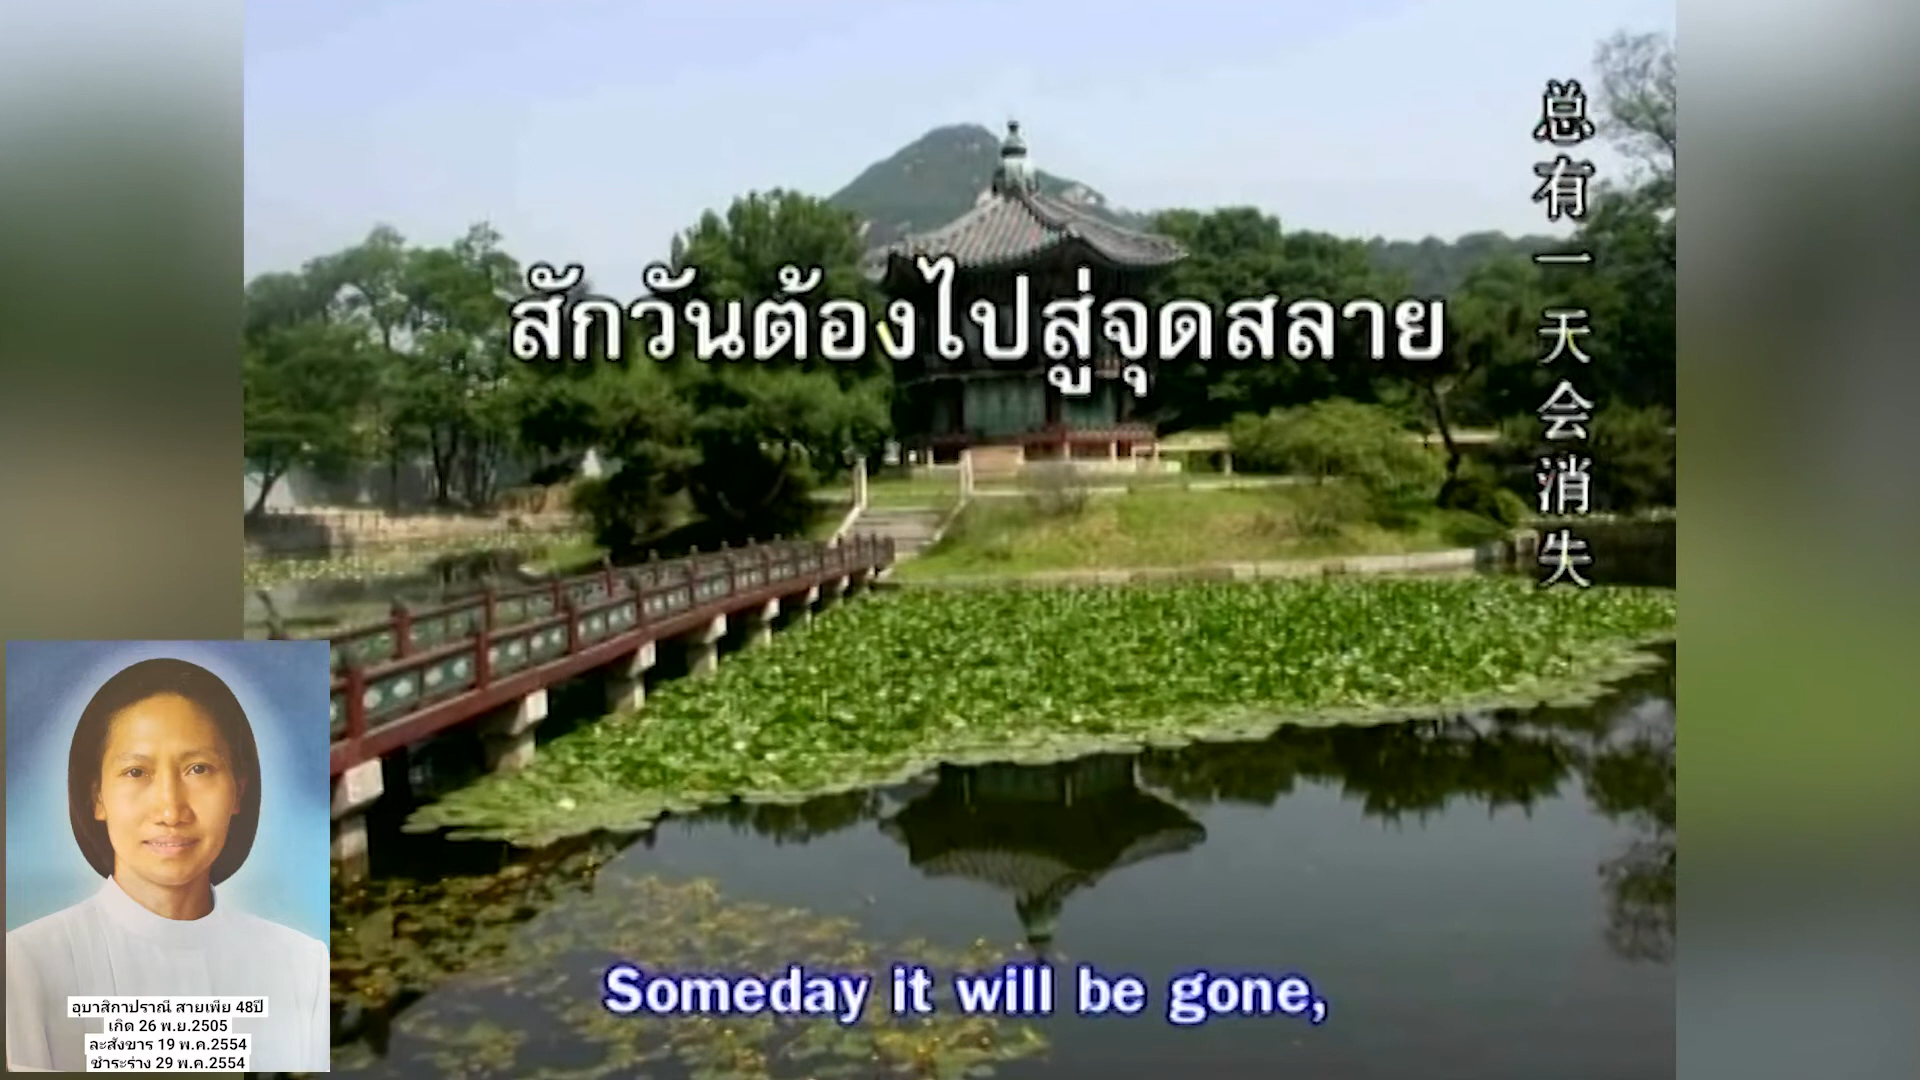 สักวันต้องไปสู่จุดสลาย
总有一天会消失
Someday it will be gone,
อุบาสิกาปราณี สายเพีย 48ปี
เกิด 26 พ.ย.2505
ละสังขาร 19 พ.ค.2554
ชำระร่าง 29 พ.ค.2554